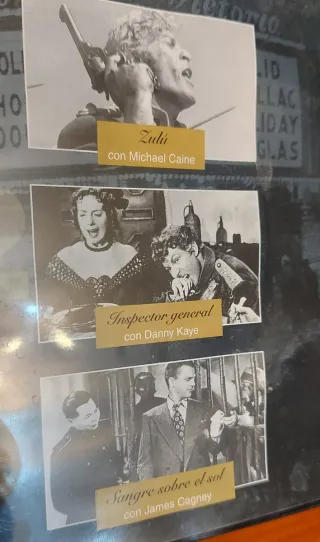 Zulú
con Michael Caine
Inspector general
con Danny Kaye
Sangre sobre el sol
con James Cagney